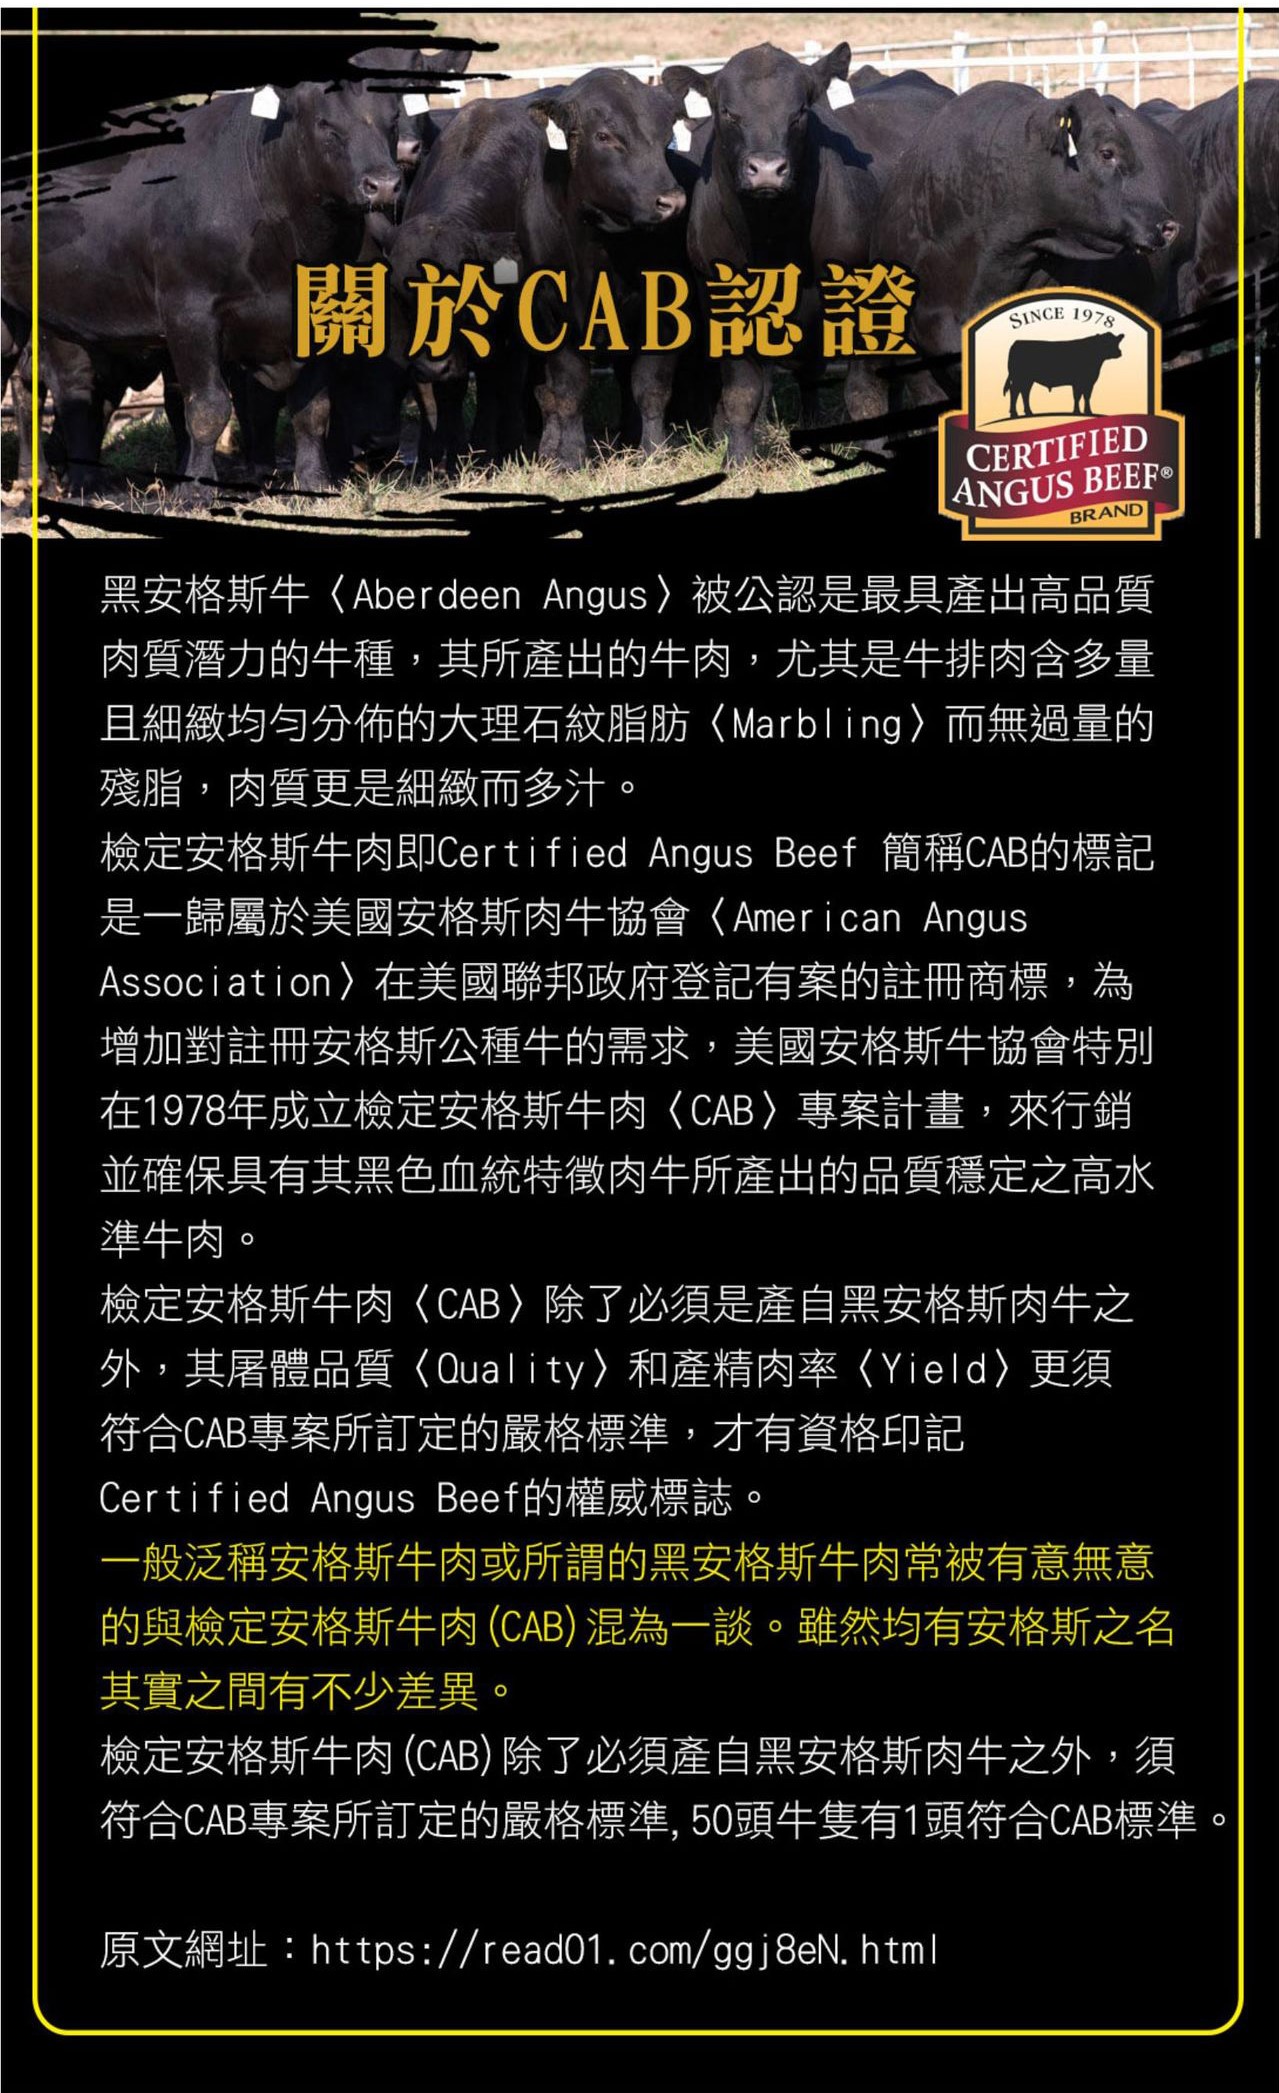 關於CAB認證
SINCE 1978
CERTIFIED
ANGUS BEEF®
BRAND
黑安格斯牛〈Aberdeen Angus〉被公認是最具產出高品質
肉質潛力的牛種，其所產出的牛肉，尤其是牛排肉含多量
且細緻均勻分佈的大理石紋脂肪〈Marbling〉而無過量的
殘脂，肉質更是細緻而多汁。
檢定安格斯牛肉即Certified Angus Beef 簡稱CAB的標記
是一歸屬於美國安格斯肉牛協會〈American Angus
Association〉在美國聯邦政府登記有案的註冊商標，為
增加對註冊安格斯公種牛的需求，美國安格斯牛協會特別
在1978年成立檢定安格斯牛肉〈CAB〉專案計畫，來行銷
並確保具有其黑色血統特徵肉牛所產出的品質穩定之高水
準牛肉。
檢定安格斯牛肉〈CAB〉除了必須是產自黑安格斯肉牛之
外，其屠體品質〈Quality〉和產精肉率〈Yield〉更須
符合CAB專案所訂定的嚴格標準，才有資格印記
Certified Angus Beef的權威標誌。
一般泛稱安格斯牛肉或所謂的黑安格斯牛肉常被有意無意
的與檢定安格斯牛肉(CAB)混為一談。雖然均有安格斯之名
其實之間有不少差異。
檢定安格斯牛肉(CAB)除了必須產自黑安格斯肉牛之外，須
符合CAB專案所訂定的嚴格標準,50頭牛隻有1頭符合CAB標準。
原文網址：https://read01.com/ggj8eN.html